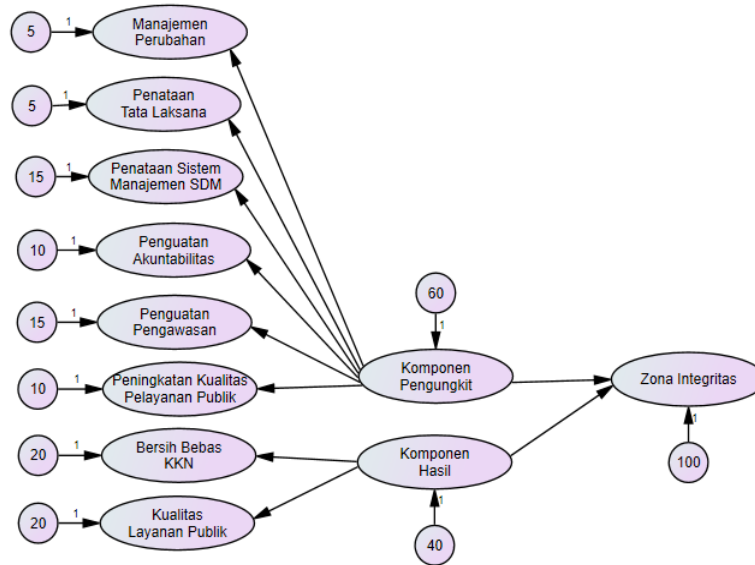 5
1
Manajemen
Perubahan
5
1
Penataan
Tata Laksana
15
1
Penataan Sistem
Manajemen SDM
10
1
Penguatan
Akuntabilitas
15
1
Penguatan
Pengawasan
10
1
Peningkatan Kualitas
Pelayanan Publik
20
1
Bersih Bebas
KKN
20
1
Kualitas
Layanan Publik
60
1
Komponen
Pengungkit
Komponen
Hasil
1
40
Zona Integritas
1
100